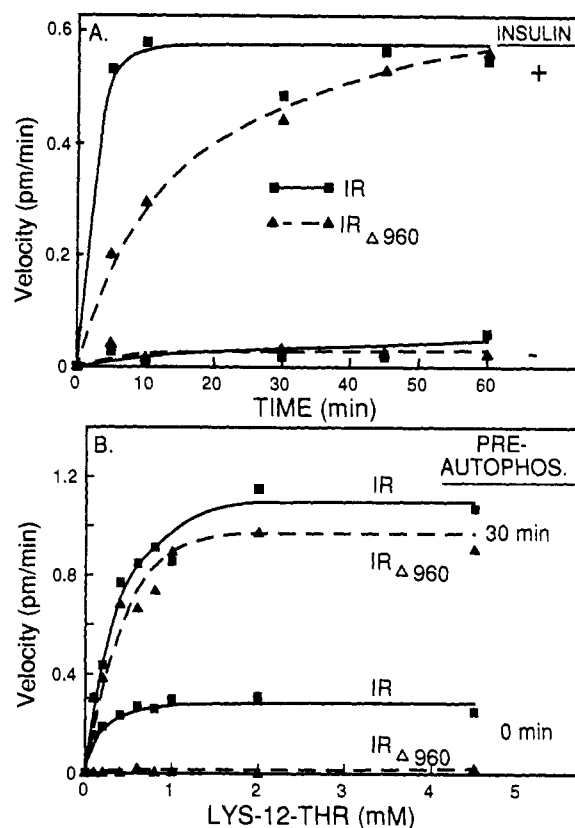 A.
INSULIN
+
-
0.6
0.4
0.2
0
Velocity (pm/min)
IR
IR △960
0 10 20 30 40 50 60
TIME (min)
B.
PRE-
AUTOPHOS.
1.2
0.8
0.4
0
Velocity (pm/min)
IR
30 min
IR △960
IR
0 min
IR △960
0 1 2 3 4 5
LYS-12-THR (mM)